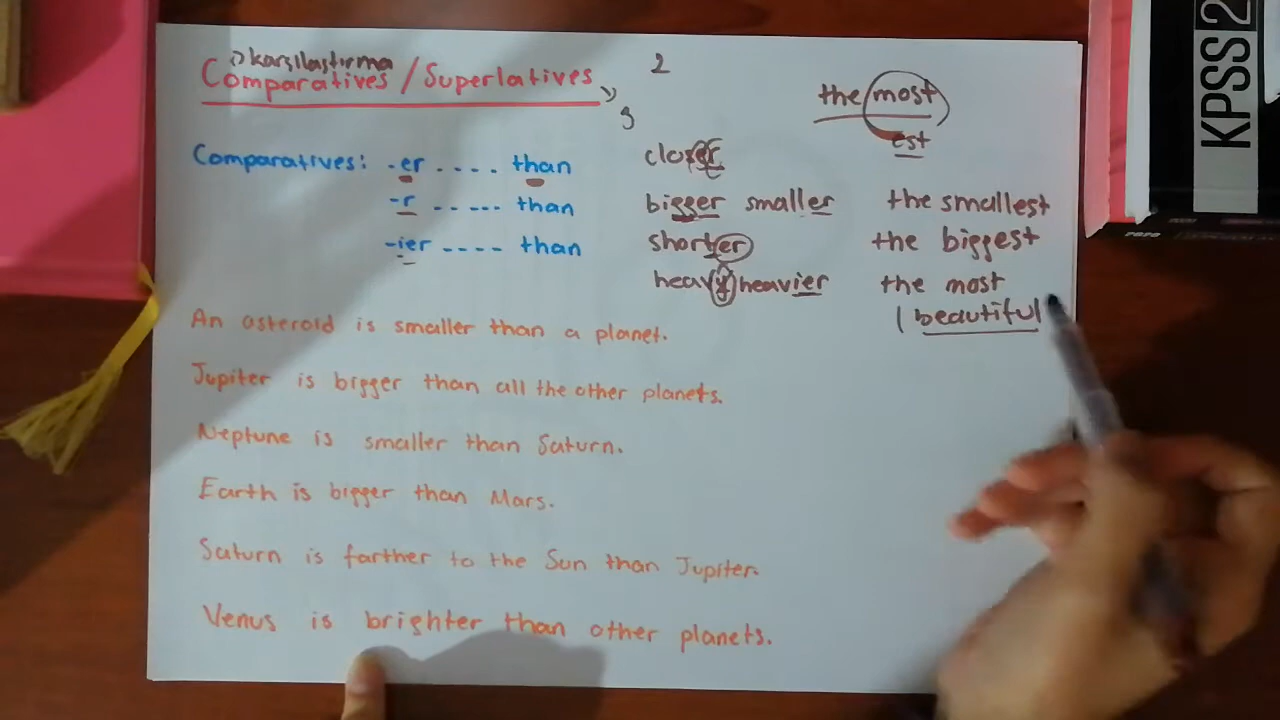 karşılaştırma
Comparatives / Superlatives
2
3
the most
est
Comparatives: -er .... than
-r ..... than
-ier .... than
closer
bigger smaller
shorter
heavy heavier
the smallest
the biggest
the most
beautiful
An asteroid is smaller than a planet.
Jupiter is bigger than all the other planets.
Neptune is smaller than Saturn.
Earth is bigger than Mars.
Saturn is farther to the Sun than Jupiter.
Venus is brighter than other planets.
KPSS2